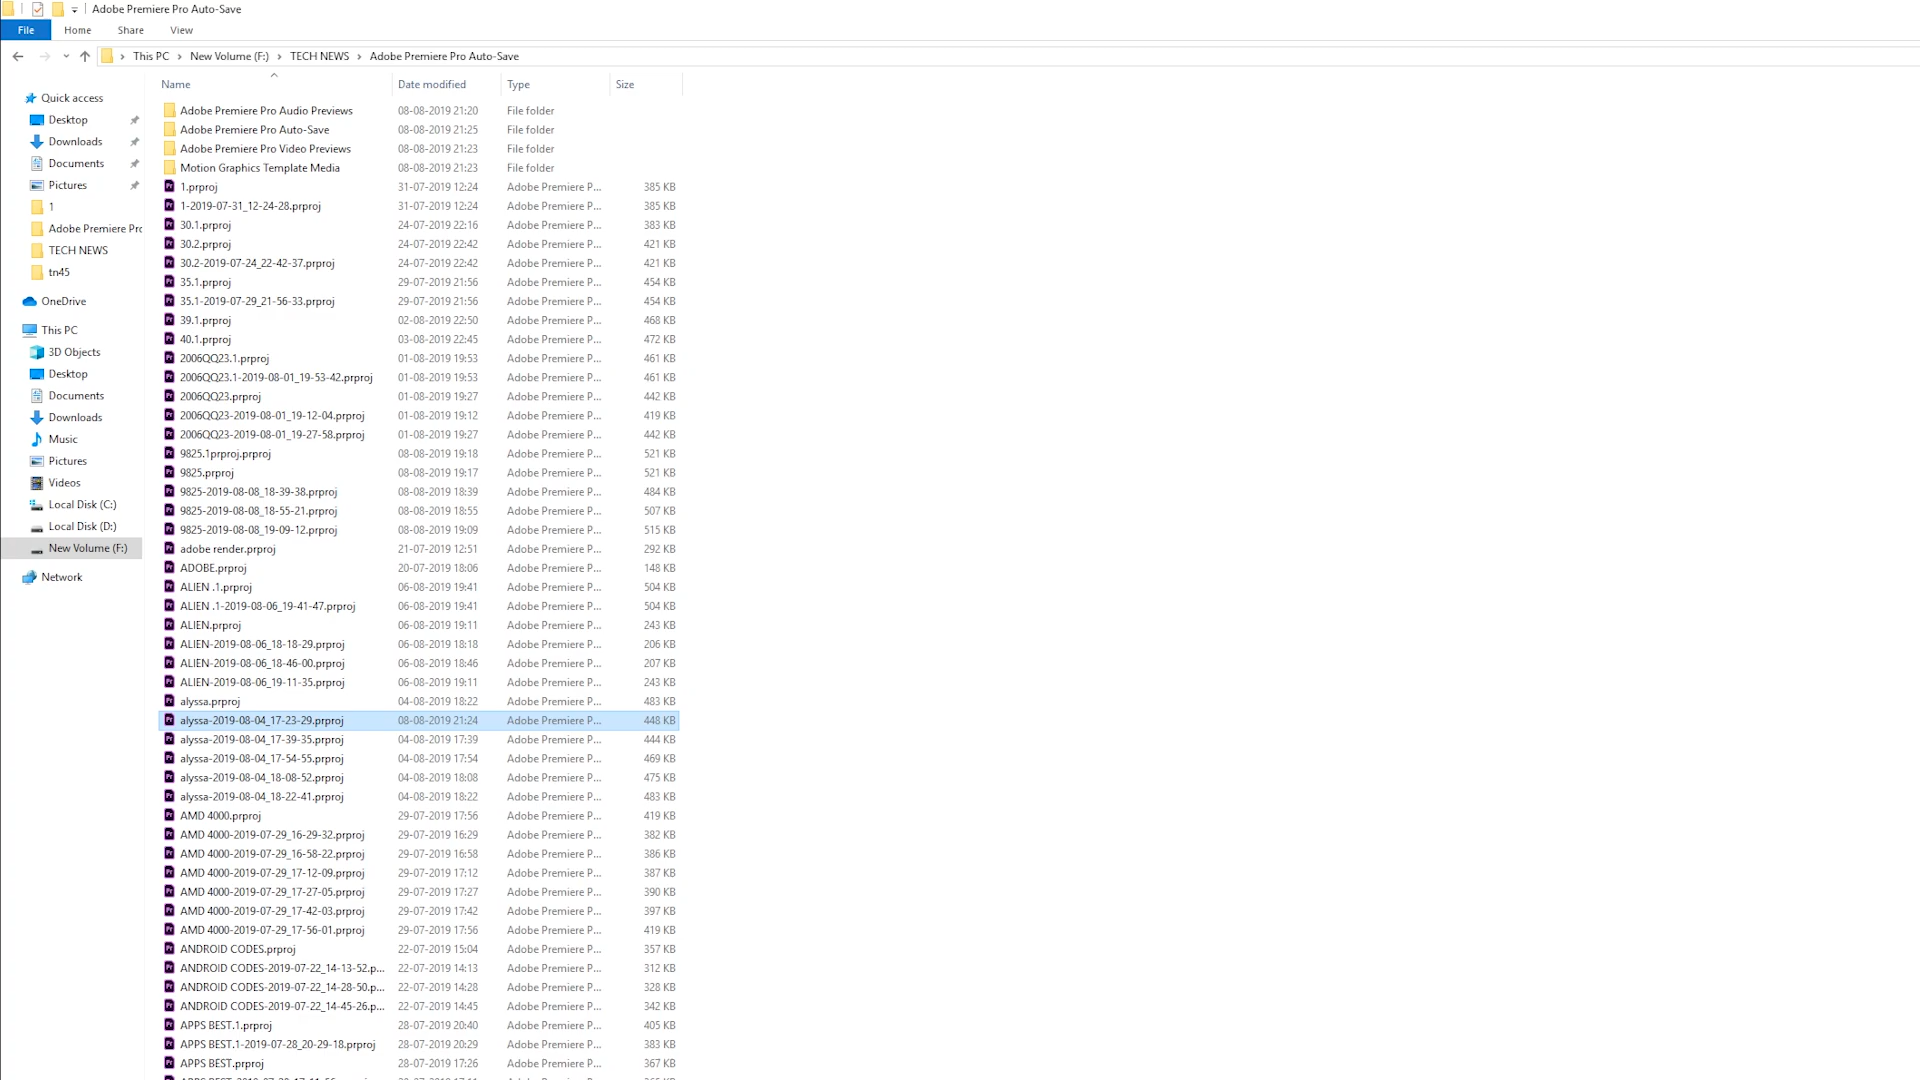 Adobe Premiere Pro Auto-Save
File Home Share View
This PC New Volume (F:) TECH NEWS Adobe Premiere Pro Auto-Save
Name Date modified Type Size
Quick access
Desktop
Downloads
Documents
Pictures
1
Adobe Premiere Pro
TECH NEWS
tn45
OneDrive
This PC
3D Objects
Desktop
Documents
Downloads
Music
Pictures
Videos
Local Disk (C:)
Local Disk (D:)
New Volume (F:)
Network
Adobe Premiere Pro Audio Previews 08-08-2019 21:20 File folder
Adobe Premiere Pro Auto-Save 08-08-2019 21:25 File folder
Adobe Premiere Pro Video Previews 08-08-2019 21:23 File folder
Motion Graphics Template Media 08-08-2019 21:23 File folder
1.prproj 31-07-2019 12:24 Adobe Premiere P... 385 KB
1-2019-07-31_12-24-28.prproj 31-07-2019 12:24 Adobe Premiere P... 385 KB
30.1.prproj 24-07-2019 22:16 Adobe Premiere P... 383 KB
30.2.prproj 24-07-2019 22:42 Adobe Premiere P... 421 KB
30.2-2019-07-24_22-42-37.prproj 24-07-2019 22:42 Adobe Premiere P... 421 KB
35.1.prproj 29-07-2019 21:56 Adobe Premiere P... 454 KB
35.1-2019-07-29_21-56-33.prproj 29-07-2019 21:56 Adobe Premiere P... 454 KB
39.1.prproj 02-08-2019 22:50 Adobe Premiere P... 468 KB
40.1.prproj 03-08-2019 22:45 Adobe Premiere P... 472 KB
2006QQ23.1.prproj 01-08-2019 19:53 Adobe Premiere P... 461 KB
2006QQ23.1-2019-08-01_19-53-42.prproj 01-08-2019 19:53 Adobe Premiere P... 461 KB
2006QQ23.prproj 01-08-2019 19:27 Adobe Premiere P... 442 KB
2006QQ23-2019-08-01_19-12-04.prproj 01-08-2019 19:12 Adobe Premiere P... 419 KB
2006QQ23-2019-08-01_19-27-58.prproj 01-08-2019 19:27 Adobe Premiere P... 442 KB
9825.1prproj.prproj 08-08-2019 19:18 Adobe Premiere P... 521 KB
9825.prproj 08-08-2019 19:17 Adobe Premiere P... 521 KB
9825-2019-08-08_18-39-38.prproj 08-08-2019 18:39 Adobe Premiere P... 484 KB
9825-2019-08-08_18-55-21.prproj 08-08-2019 18:55 Adobe Premiere P... 507 KB
9825-2019-08-08_19-09-12.prproj 08-08-2019 19:09 Adobe Premiere P... 515 KB
adobe render.prproj 21-07-2019 12:51 Adobe Premiere P... 292 KB
ADOBE.prproj 20-07-2019 18:06 Adobe Premiere P... 148 KB
ALIEN .1.prproj 06-08-2019 19:41 Adobe Premiere P... 504 KB
ALIEN .1-2019-08-06_19-41-47.prproj 06-08-2019 19:41 Adobe Premiere P... 504 KB
ALIEN.prproj 06-08-2019 19:11 Adobe Premiere P... 243 KB
ALIEN-2019-08-06_18-18-29.prproj 06-08-2019 18:18 Adobe Premiere P... 206 KB
ALIEN-2019-08-06_18-46-00.prproj 06-08-2019 18:46 Adobe Premiere P... 207 KB
ALIEN-2019-08-06_19-11-35.prproj 06-08-2019 19:11 Adobe Premiere P... 243 KB
alyssa.prproj 04-08-2019 18:22 Adobe Premiere P... 483 KB
alyssa-2019-08-04_17-23-29.prproj 08-08-2019 21:24 Adobe Premiere P... 448 KB
alyssa-2019-08-04_17-39-35.prproj 04-08-2019 17:39 Adobe Premiere P... 444 KB
alyssa-2019-08-04_17-54-55.prproj 04-08-2019 17:54 Adobe Premiere P... 469 KB
alyssa-2019-08-04_18-08-52.prproj 04-08-2019 18:08 Adobe Premiere P... 475 KB
alyssa-2019-08-04_18-22-41.prproj 04-08-2019 18:22 Adobe Premiere P... 483 KB
AMD 4000.prproj 29-07-2019 17:56 Adobe Premiere P... 419 KB
AMD 4000-2019-07-29_16-29-32.prproj 29-07-2019 16:29 Adobe Premiere P... 382 KB
AMD 4000-2019-07-29_16-58-22.prproj 29-07-2019 16:58 Adobe Premiere P... 386 KB
AMD 4000-2019-07-29_17-12-09.prproj 29-07-2019 17:12 Adobe Premiere P... 387 KB
AMD 4000-2019-07-29_17-27-05.prproj 29-07-2019 17:27 Adobe Premiere P... 390 KB
AMD 4000-2019-07-29_17-42-03.prproj 29-07-2019 17:42 Adobe Premiere P... 397 KB
AMD 4000-2019-07-29_17-56-01.prproj 29-07-2019 17:56 Adobe Premiere P... 419 KB
ANDROID CODES.prproj 22-07-2019 15:04 Adobe Premiere P... 357 KB
ANDROID CODES-2019-07-22_14-13-52.p... 22-07-2019 14:13 Adobe Premiere P... 312 KB
ANDROID CODES-2019-07-22_14-28-50.p... 22-07-2019 14:28 Adobe Premiere P... 328 KB
ANDROID CODES-2019-07-22_14-45-26.p... 22-07-2019 14:45 Adobe Premiere P... 342 KB
APPS BEST.1.prproj 28-07-2019 20:40 Adobe Premiere P... 405 KB
APPS BEST.1-2019-07-28_20-29-18.prproj 28-07-2019 20:29 Adobe Premiere P... 383 KB
APPS BEST.prproj 28-07-2019 17:26 Adobe Premiere P... 367 KB